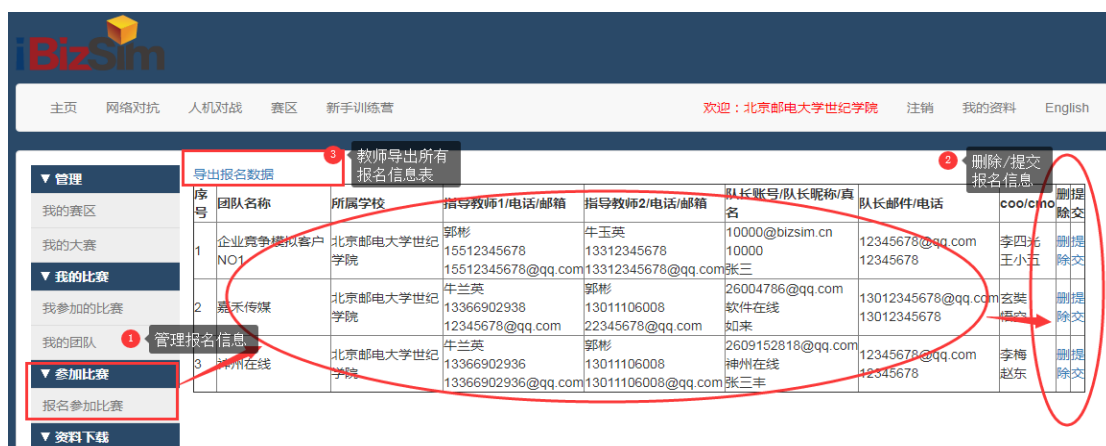 iBizSim
主页 网络对抗 人机对战 赛区 新手训练营 欢迎：北京邮电大学世纪学院 注销 我的资料 English
▼ 管理
我的赛区
我的大赛
▼ 我的比赛
我参加的比赛
我的团队
▼ 参加比赛
报名参加比赛
▼ 资料下载
1 管理报名信息
导出报名数据
3 教师导出所有
报名信息表
2 删除/提交
报名信息
序号 团队名称 所属学校 指导教师1/电话/邮箱 指导教师2/电话/邮箱 队长账号/队长昵称/真名 队长邮件/电话 coo/cmo 删除 提交
1 企业竞争模拟客户NO1 北京邮电大学世纪学院 郭彬 15512345678 15512345678@qq.com 牛玉英 13312345678 13312345678@qq.com 10000@bizsim.cn 10000 张三 12345678@qq.com 12345678 李四光 王小五 删除 提交
2 嘉禾传媒 北京邮电大学世纪学院 牛兰英 13366902938 12345678@qq.com 郭彬 13011106008 22345678@qq.com 26004786@qq.com 软件在线 如来 13012345678@qq.com 13012345678 玄奘 悟空 删除 提交
3 神州在线 北京邮电大学世纪学院 牛兰英 13366902936 13366902936@qq.com 郭彬 13011106008 13011106008@qq.com 2609152818@qq.com 神州在线 张三丰 12345678@qq.com 12345678 李梅 赵东 删除 提交